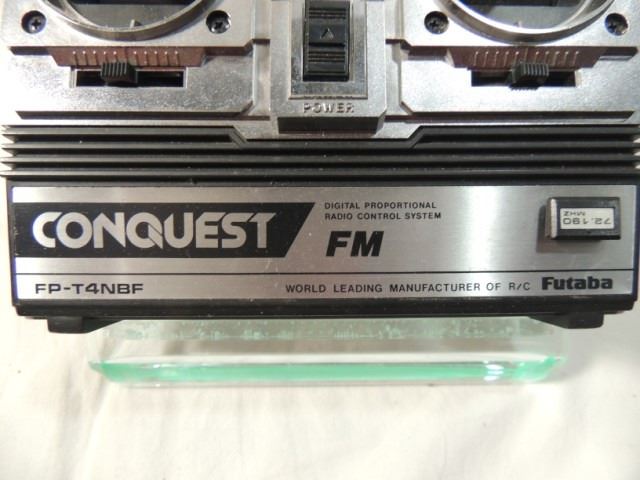 POWER
CONQUEST
DIGITAL PROPORTIONAL
RADIO CONTROL SYSTEM
FM
72.190
MHZ
FP-T4NBF
WORLD LEADING MANUFACTURER OF R/C Futaba